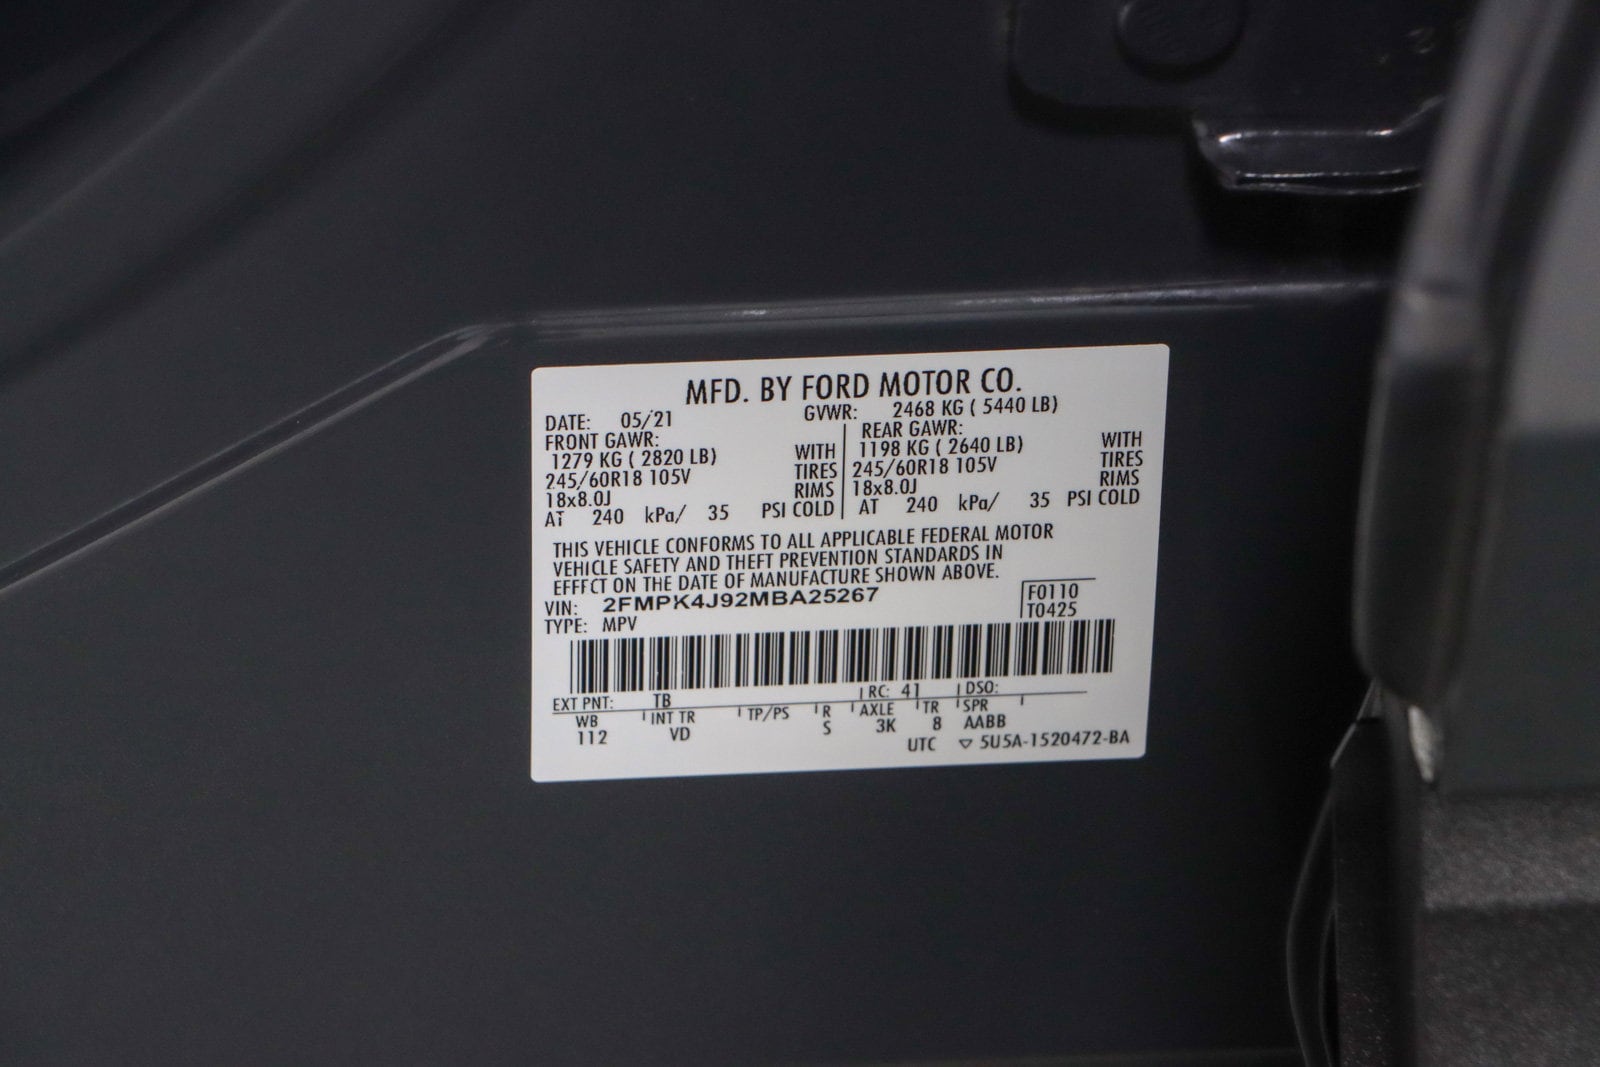 MFD. BY FORD MOTOR CO.
DATE: 05/21 GVWR: 2468 KG ( 5440 LB)
FRONT GAWR: REAR GAWR:
1279 KG ( 2820 LB) WITH 1198 KG ( 2640 LB) WITH
245/60R18 105V TIRES 245/60R18 105V TIRES
18x8.0J RIMS 18x8.0J RIMS
AT 240 kPa/ 35 PSI COLD AT 240 kPa/ 35 PSI COLD
THIS VEHICLE CONFORMS TO ALL APPLICABLE FEDERAL MOTOR
VEHICLE SAFETY AND THEFT PREVENTION STANDARDS IN
EFFECT ON THE DATE OF MANUFACTURE SHOWN ABOVE.
VIN: 2FMPK4J92MBA25267 F0110
TYPE: MPV T0425
EXT PNT: TB RC: 41 DSO:
WB INT TR TP/PS R AXLE TR SPR
112 VD S 3K 8 AABB
UTC ▽ 5U5A-1520472-BA